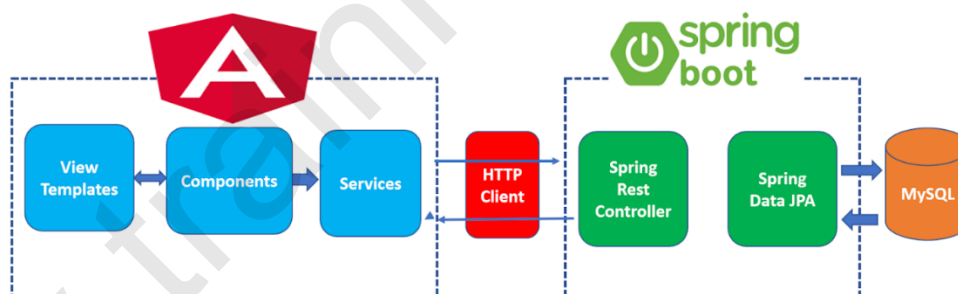 spring
boot
View
Templates
Components
Services
HTTP
Client
Spring
Rest
Controller
Spring
Data JPA
MySQL